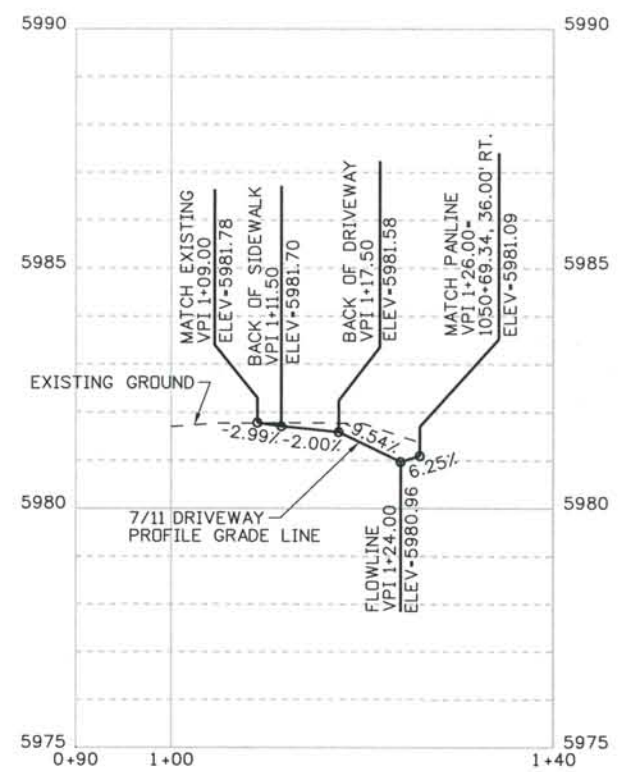 5990
5990
MATCH EXISTING
VPI 1+09.00
ELEV=5981.78
BACK OF SIDEWALK
VPI 1+11.50
ELEV=5981.70
BACK OF DRIVEWAY
VPI 1+17.50
ELEV=5981.58
MATCH PANLINE
VPI 1+26.00=
1050+69.34, 36.00' RT.
ELEV=5981.09
5985
5985
EXISTING GROUND
-2.99%
-2.00%
-9.54%
6.25%
5980
5980
7/11 DRIVEWAY
PROFILE GRADE LINE
FLOWLINE
VPI 1+24.00
ELEV=5980.96
5975
5975
0+90
1+00
1+40